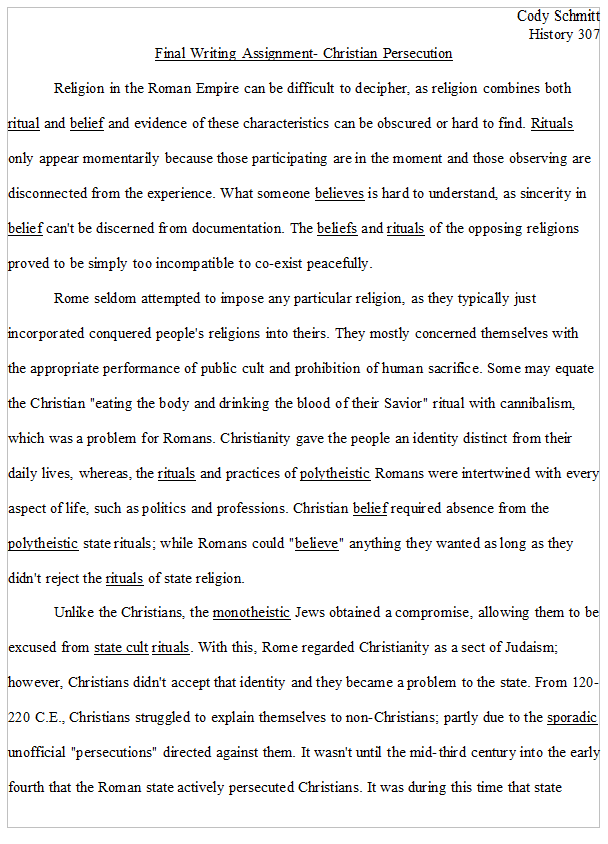 Cody Schmitt
History 307
Final Writing Assignment- Christian Persecution
Religion in the Roman Empire can be difficult to decipher, as religion combines both
ritual and belief and evidence of these characteristics can be obscured or hard to find. Rituals
only appear momentarily because those participating are in the moment and those observing are
disconnected from the experience. What someone believes is hard to understand, as sincerity in
belief can't be discerned from documentation. The beliefs and rituals of the opposing religions
proved to be simply too incompatible to co-exist peacefully.
Rome seldom attempted to impose any particular religion, as they typically just
incorporated conquered people's religions into theirs. They mostly concerned themselves with
the appropriate performance of public cult and prohibition of human sacrifice. Some may equate
the Christian "eating the body and drinking the blood of their Savior" ritual with cannibalism,
which was a problem for Romans. Christianity gave the people an identity distinct from their
daily lives, whereas, the rituals and practices of polytheistic Romans were intertwined with every
aspect of life, such as politics and professions. Christian belief required absence from the
polytheistic state rituals; while Romans could "believe" anything they wanted as long as they
didn't reject the rituals of state religion.
Unlike the Christians, the monotheistic Jews obtained a compromise, allowing them to be
excused from state cult rituals. With this, Rome regarded Christianity as a sect of Judaism;
however, Christians didn't accept that identity and they became a problem to the state. From 120-
220 C.E., Christians struggled to explain themselves to non-Christians; partly due to the sporadic
unofficial "persecutions" directed against them. It wasn't until the mid-third century into the early
fourth that the Roman state actively persecuted Christians. It was during this time that state